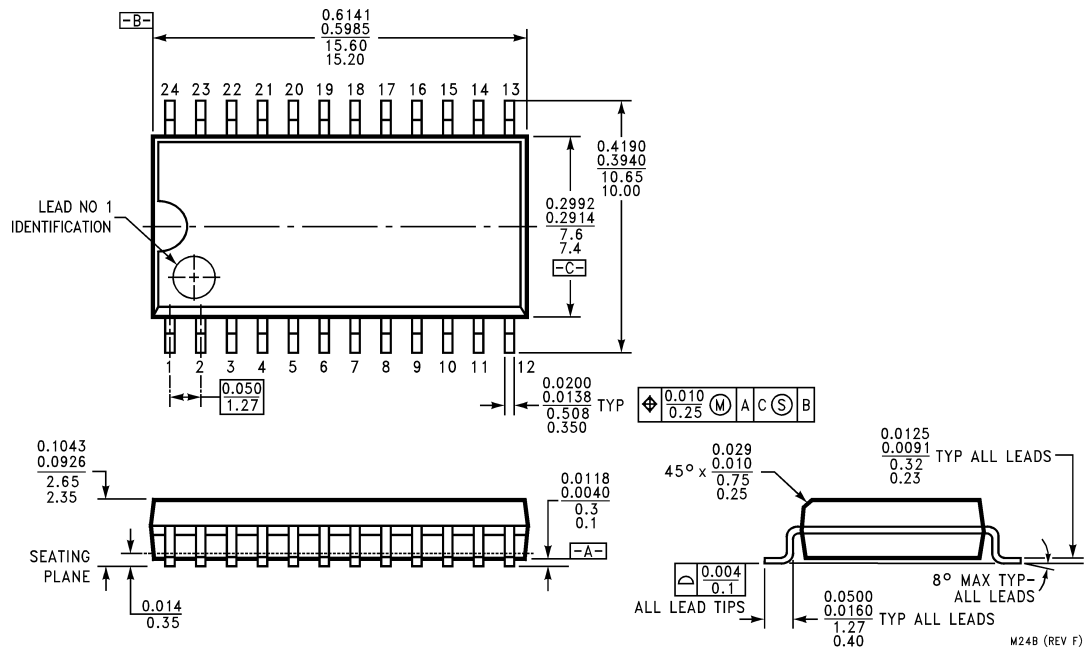 -B-
0.6141
0.5985
15.60
15.20
24 23 22 21 20 19 18 17 16 15 14 13
0.4190
0.3940
10.65
10.00
LEAD NO 1
IDENTIFICATION
0.2992
0.2914
7.6
7.4
-C-
1 2 3 4 5 6 7 8 9 10 11 12
0.050
1.27
0.0200
0.0138
0.508
0.350
TYP
0.010
0.25
M A C S B
0.1043
0.0926
2.65
2.35
0.0118
0.0040
0.3
0.1
-A-
SEATING
PLANE
0.014
0.35
45° x
0.029
0.010
0.75
0.25
0.0125
0.0091
0.32
0.23
TYP ALL LEADS
0.004
0.1
ALL LEAD TIPS
8° MAX TYP-
ALL LEADS
0.0500
0.0160
1.27
0.40
TYP ALL LEADS
M24B (REV F)